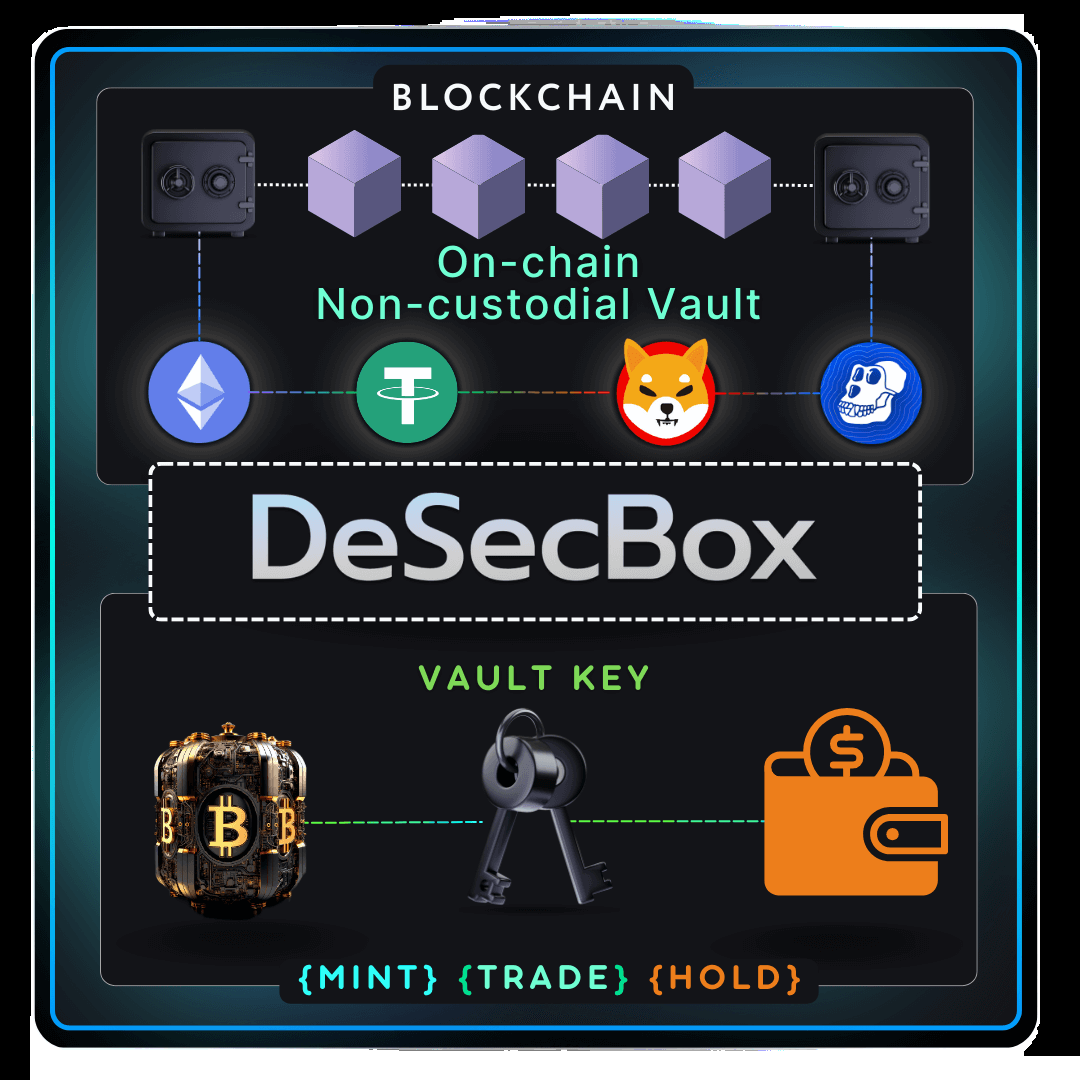 BLOCKCHAIN
On-chain
Non-custodial Vault
DeSecBox
VAULT KEY
{MINT} {TRADE} {HOLD}